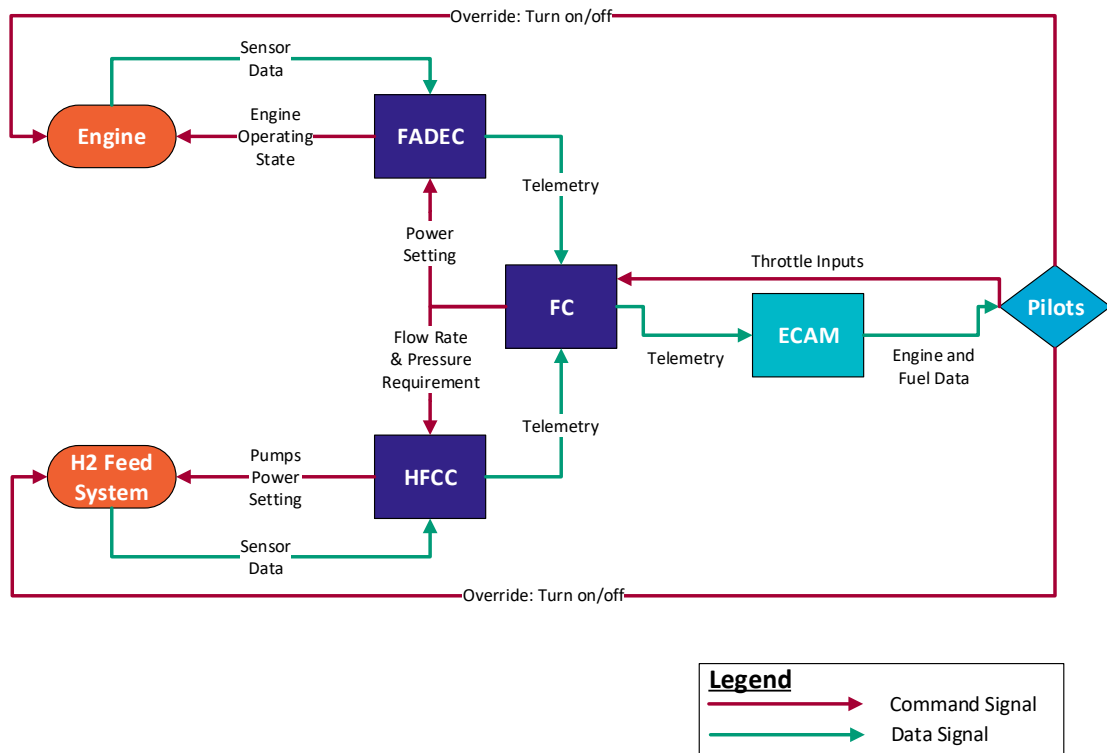 Override: Turn on/off
Sensor
Data
Engine
Engine
Operating
State
FADEC
Telemetry
Power
Setting
Throttle Inputs
FC
Pilots
ECAM
Flow Rate
& Pressure
Requirement
Telemetry
Engine and
Fuel Data
Telemetry
H2 Feed
System
Pumps
Power
Setting
HFCC
Sensor
Data
Override: Turn on/off
Legend
Command Signal
Data Signal